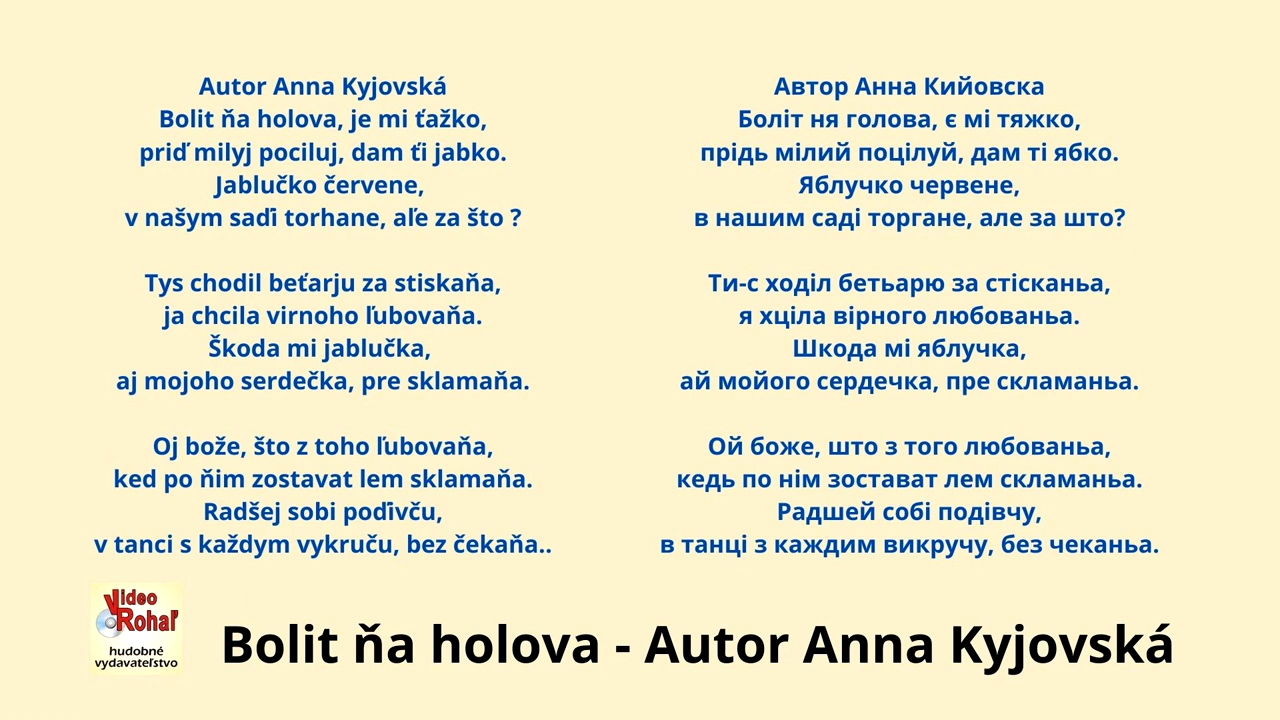 Autor Anna Kyjovská
Bolit ňa holova, je mi ťažko,
priď milyj pociluj, dam ťi jabko.
Jablučko červene,
v našym saďi torhane, aľe za što ?
Tys chodil beťarju za stiskaňa,
ja chcila virnoho ľubovaňa.
Škoda mi jablučka,
aj mojoho serdečka, pre sklamaňa.
Oj bože, što z toho ľubovaňa,
ked po ňim zostavat lem sklamaňa.
Radšej sobi poďivču,
v tanci s každym vykruču, bez čekaňa..
Автор Анна Кийовска
Боліт ня голова, є мі тяжко,
прідь мілий поцілуй, дам ті ябко.
Яблучко червене,
в нашим саді торгане, але за што?
Ти-с ходіл бетьарю за стісканьа,
я хціла вірного любованьа.
Шкода мі яблучка,
ай мойого сердечка, пре скламаньа.
Ой боже, што з того любованьа,
кедь по нім зостават лем скламаньа.
Радшей собі подівчу,
в танці з каждим викручу, без чеканьа.
Video
Rohaľ
hudobné
vydavateľstvo
Bolit ňa holova - Autor Anna Kyjovská